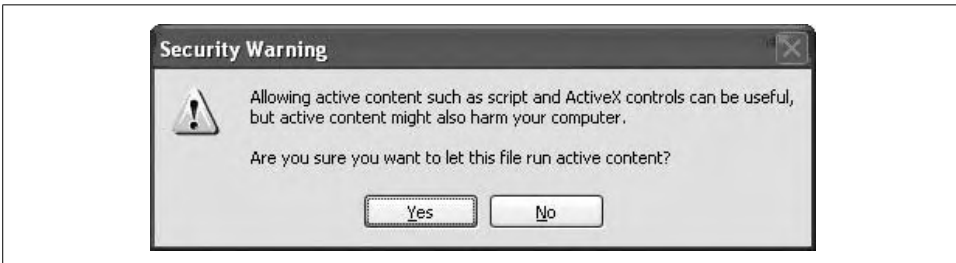 Security Warning
Allowing active content such as script and ActiveX controls can be useful,
but active content might also harm your computer.
Are you sure you want to let this file run active content?
Yes
No